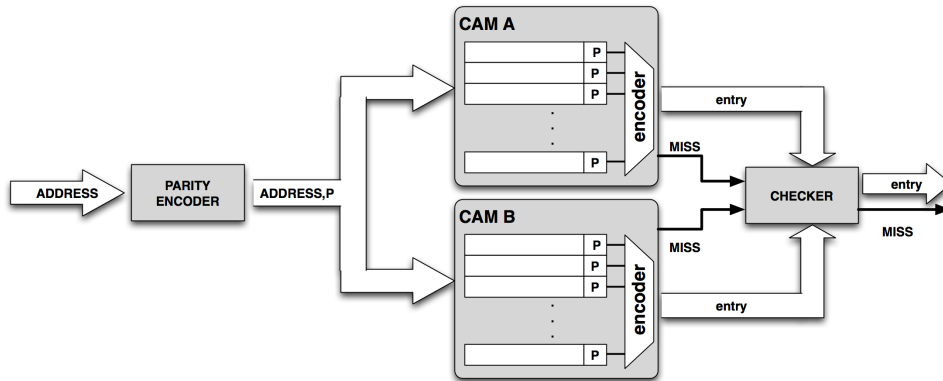 ADDRESS
PARITY
ENCODER
ADDRESS,P
CAM A
P
P
P
.
.
.
P
encoder
entry
MISS
CAM B
P
P
P
.
.
.
P
encoder
MISS
entry
CHECKER
entry
MISS